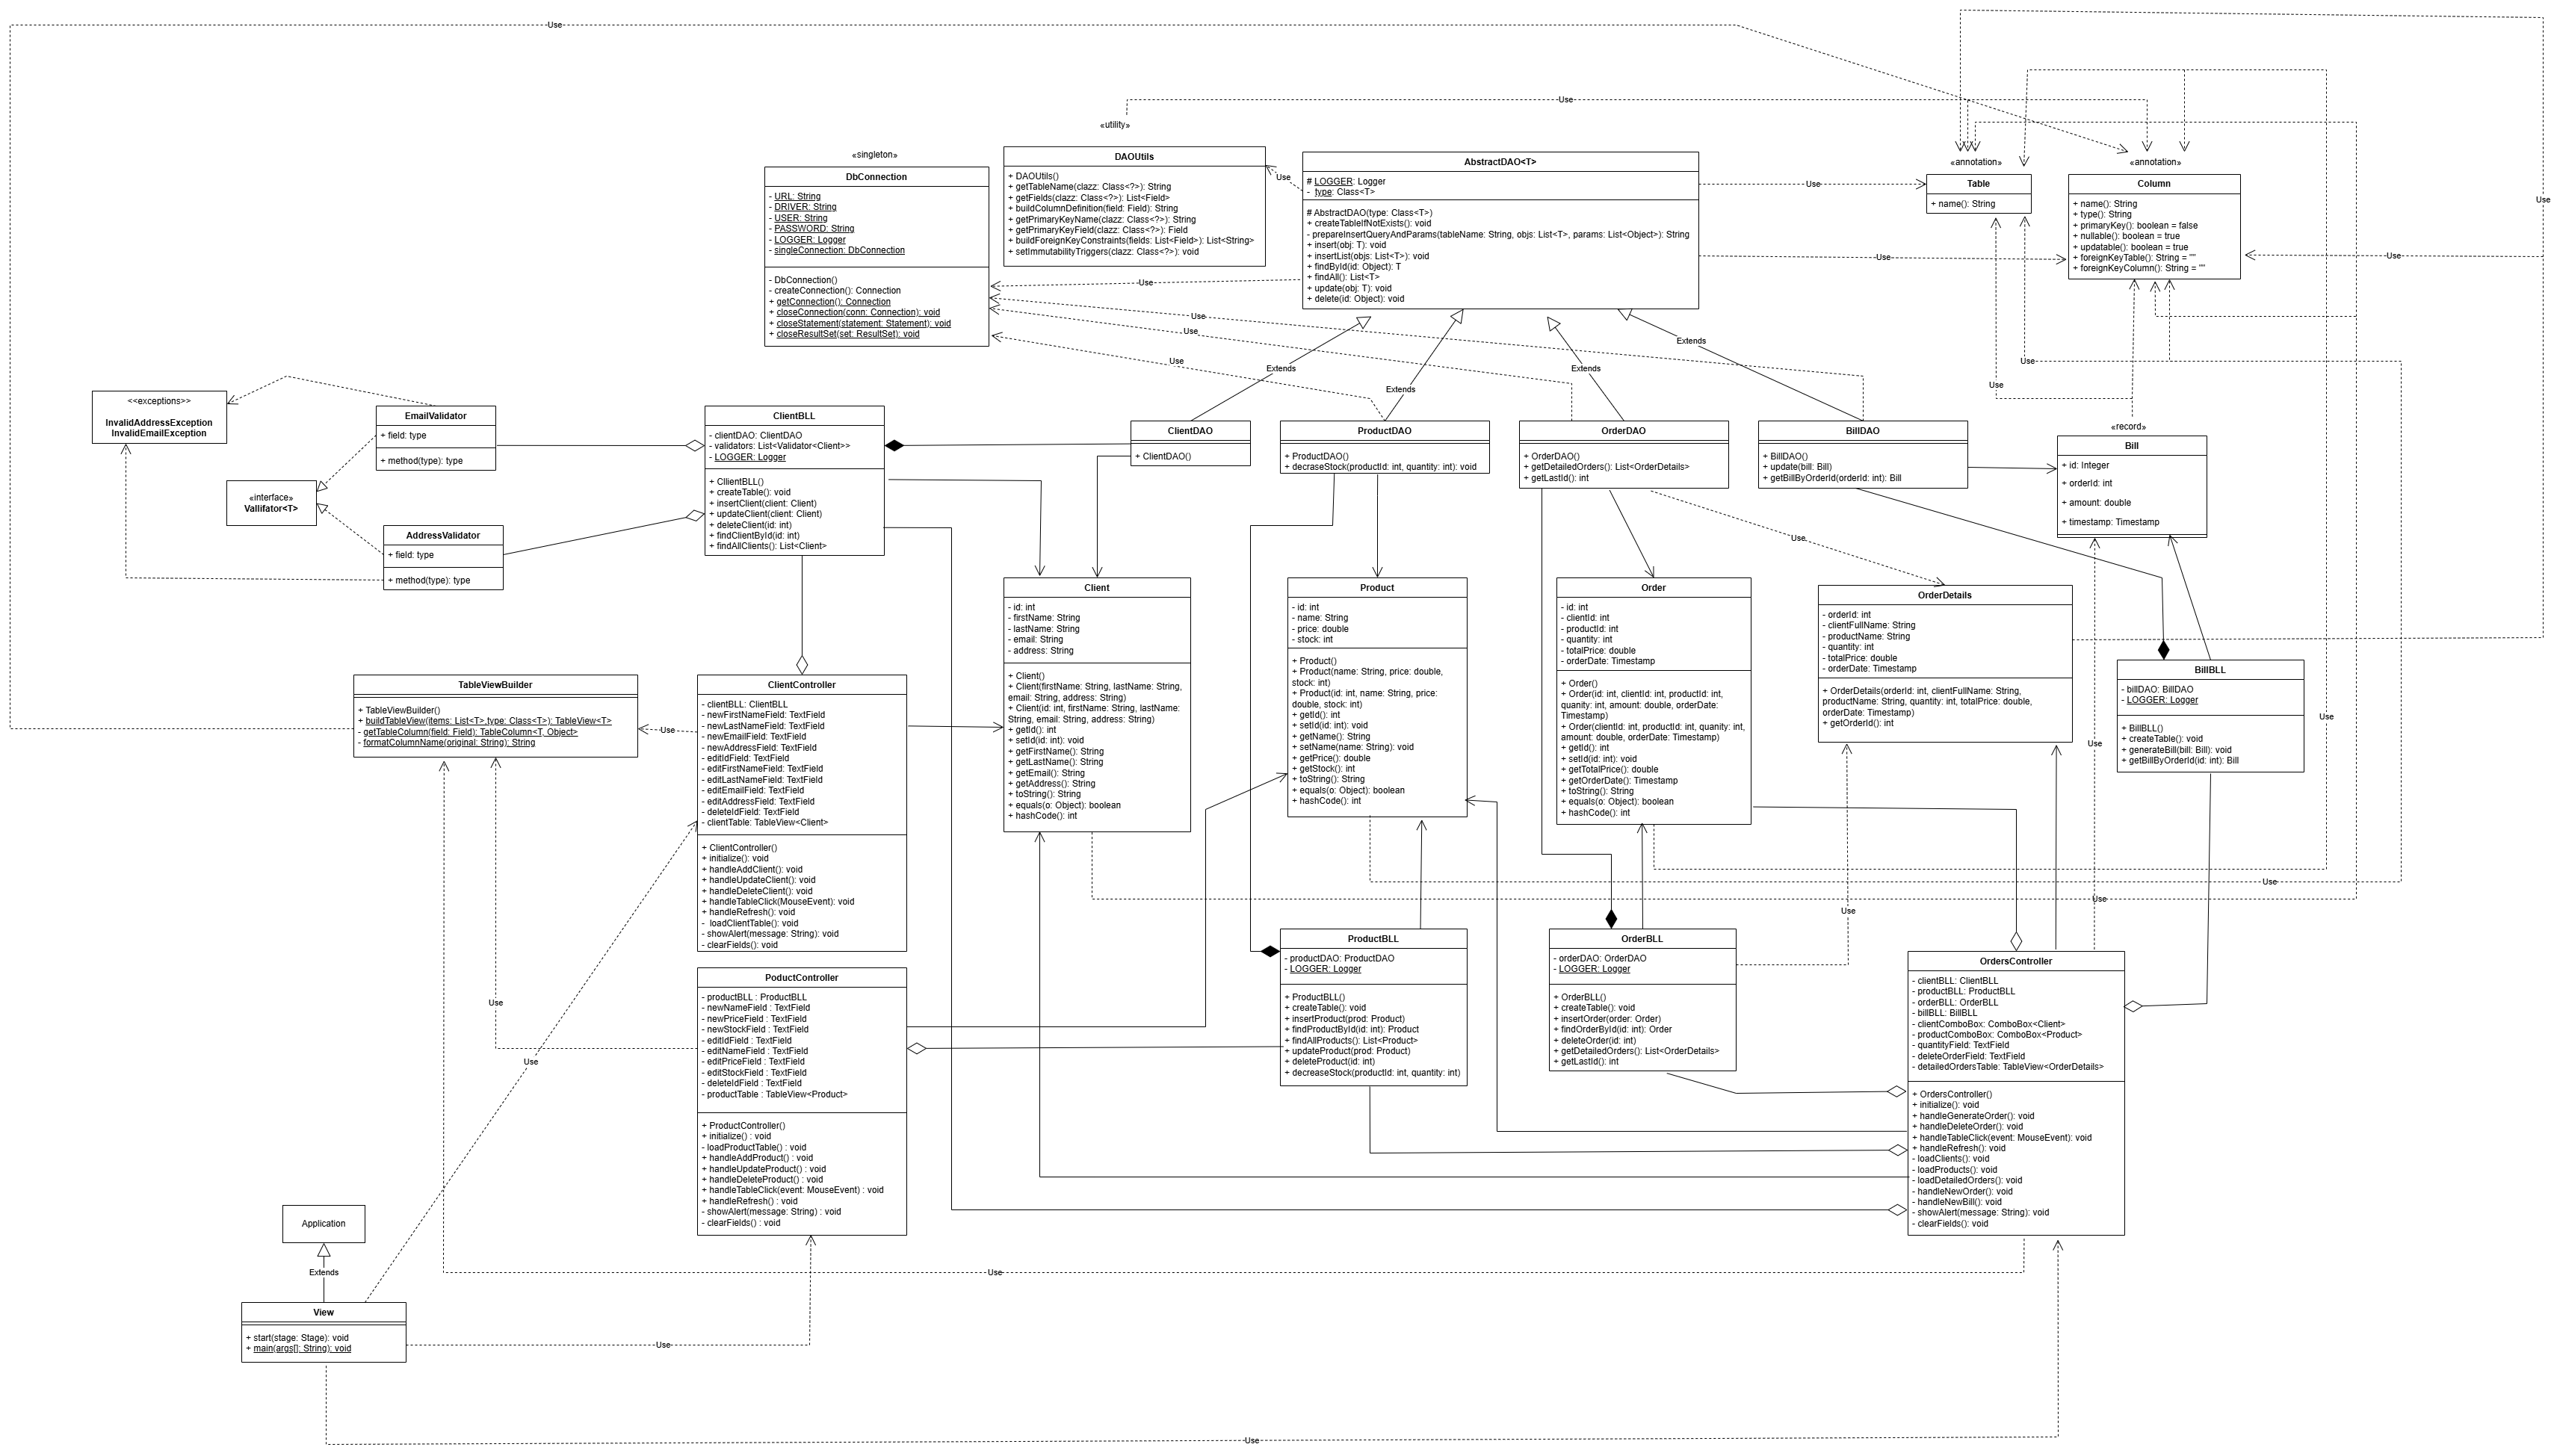 Use
Use
«utility»
«singleton»
DbConnection
- URL: String
- DRIVER: String
- USER: String
- PASSWORD: String
- LOGGER: Logger
- singleConnection: DbConnection
- DbConnection()
- createConnection(): Connection
+ getConnection(): Connection
+ closeConnection(conn: Connection): void
+ closeStatement(statement: Statement): void
+ closeResultSet(set: ResultSet): void
DAOUtils
+ DAOUtils()
+ getTableName(clazz: Class<?>): String
+ getFields(clazz: Class<?>): List<Field>
+ buildColumnDefinition(field: Field): String
+ getPrimaryKeyName(clazz: Class<?>): String
+ getPrimaryKeyField(clazz: Class<?>): Field
+ buildForeignKeyConstraints(fields: List<Field>): List<String>
+ setImmutabilityTriggers(clazz: Class<?>): void
Use
AbstractDAO<T>
# LOGGER: Logger
- type: Class<T>
# AbstractDAO(type: Class<T>)
+ createTableIfNotExists(): void
- prepareInsertQueryAndParams(tableName: String, objs: List<T>, params: List<Object>): String
+ insert(obj: T): void
+ insertList(objs: List<T>): void
+ findById(id: Object): T
+ findAll(): List<T>
+ update(obj: T): void
+ delete(id: Object): void
Use
Use
«annotation»
Table
+ name(): String
«annotation»
Column
+ name(): String
+ type(): String
+ primaryKey(): boolean = false
+ nullable(): boolean = true
+ updatable(): boolean = true
+ foreignKeyTable(): String = ""
+ foreignKeyColumn(): String = ""
Use
Use
Use
Use
Use
Use
Extends
Extends
Extends
Extends
Use
Use
<<exceptions>>
InvalidAddressException
InvalidEmailException
EmailValidator
+ field: type
+ method(type): type
«interface»
Vallifator<T>
AddressValidator
+ field: type
+ method(type): type
ClientBLL
- clientDAO: ClientDAO
- validators: List<Validator<Client>>
- LOGGER: Logger
+ CllientBLL()
+ createTable(): void
+ insertClient(client: Client)
+ updateClient(client: Client)
+ deleteClient(id: int)
+ findClientById(id: int)
+ findAllClients(): List<Client>
ClientDAO
+ ClientDAO()
ProductDAO
+ ProductDAO()
+ decraseStock(productId: int, quantity: int): void
OrderDAO
+ OrderDAO()
+ getDetailedOrders(): List<OrderDetails>
+ getLastId(): int
BillDAO
+ BillDAO()
+ update(bill: Bill)
+ getBillByOrderId(orderId: int): Bill
«record»
Bill
+ id: Integer
+ orderId: int
+ amount: double
+ timestamp: Timestamp
Use
Client
- id: int
- firstName: String
- lastName: String
- email: String
- address: String
+ Client()
+ Client(firstName: String, lastName: String,
email: String, address: String)
+ Client(id: int, firstName: String, lastName:
String, email: String, address: String)
+ getId(): int
+ setId(id: int): void
+ getFirstName(): String
+ getLastName(): String
+ getEmail(): String
+ getAddress(): String
+ toString(): String
+ equals(o: Object): boolean
+ hashCode(): int
Product
- id: int
- name: String
- price: double
- stock: int
+ Product()
+ Product(name: String, price: double,
stock: int)
+ Product(id: int, name: String, price:
double, stock: int)
+ getId(): int
+ setId(id: int): void
+ getName(): String
+ setName(name: String): void
+ getPrice(): double
+ getStock(): int
+ toString(): String
+ equals(o: Object): boolean
+ hashCode(): int
Order
- id: int
- clientId: int
- productId: int
- quantity: int
- totalPrice: double
- orderDate: Timestamp
+ Order()
+ Order(id: int, clientId: int, productId: int,
quanity: int, amount: double, orderDate:
Timestamp)
+ Order(clientId: int, productId: int, quanity: int,
amount: double, orderDate: Timestamp)
+ getId(): int
+ setId(id: int): void
+ getTotalPrice(): double
+ getOrderDate(): Timestamp
+ toString(): String
+ equals(o: Object): boolean
+ hashCode(): int
OrderDetails
- orderId: int
- clientFullName: String
- productName: String
- quantity: int
- totalPrice: double
- orderDate: Timestamp
+ OrderDetails(orderId: int, clientFullName: String,
productName: String, quantity: int, totalPrice: double,
orderDate: Timestamp)
+ getOrderId(): int
BillBLL
- billDAO: BillDAO
- LOGGER: Logger
+ BillBLL()
+ createTable(): void
+ generateBill(bill: Bill): void
+ getBillByOrderId(id: int): Bill
Use
Use
TableViewBuilder
+ TableViewBuilder()
+ buildTableView(items: List<T>,type: Class<T>): TableView<T>
- getTableColumn(field: Field): TableColumn<T, Object>
- formatColumnName(original: String): String
Use
ClientController
- clientBLL: ClientBLL
- newFirstNameField: TextField
- newLastNameField: TextField
- newEmailField: TextField
- newAddressField: TextField
- editIdField: TextField
- editFirstNameField: TextField
- editLastNameField: TextField
- editEmailField: TextField
- editAddressField: TextField
- deleteIdField: TextField
- clientTable: TableView<Client>
+ ClientController()
+ initialize(): void
+ handleAddClient(): void
+ handleUpdateClient(): void
+ handleDeleteClient(): void
+ handleTableClick(MouseEvent): void
+ handleRefresh(): void
- loadClientTable(): void
- showAlert(message: String): void
- clearFields(): void
Use
Use
Use
PoductController
- productBLL : ProductBLL
- newNameField : TextField
- newPriceField : TextField
- newStockField : TextField
- editIdField : TextField
- editNameField : TextField
- editPriceField : TextField
- editStockField : TextField
- deleteIdField : TextField
- productTable : TableView<Product>
+ ProductController()
+ initialize() : void
- loadProductTable() : void
+ handleAddProduct() : void
+ handleUpdateProduct() : void
+ handleDeleteProduct() : void
+ handleTableClick(event: MouseEvent) : void
+ handleRefresh() : void
- showAlert(message: String) : void
- clearFields() : void
ProductBLL
- productDAO: ProductDAO
- LOGGER: Logger
+ ProductBLL()
+ createTable(): void
+ insertProduct(prod: Product)
+ findProductById(id: int): Product
+ findAllProducts(): List<Product>
+ updateProduct(prod: Product)
+ deleteProduct(id: int)
+ decreaseStock(productId: int, quantity: int)
OrderBLL
- orderDAO: OrderDAO
- LOGGER: Logger
+ OrderBLL()
+ createTable(): void
+ insertOrder(order: Order)
+ findOrderById(id: int): Order
+ deleteOrder(id: int)
+ getDetailedOrders(): List<OrderDetails>
+ getLastId(): int
OrdersController
- clientBLL: ClientBLL
- productBLL: ProductBLL
- orderBLL: OrderBLL
- billBLL: BillBLL
- clientComboBox: ComboBox<Client>
- productComboBox: ComboBox<Product>
- quantityField: TextField
- deleteOrderField: TextField
- detailedOrdersTable: TableView<OrderDetails>
+ OrdersController()
+ initialize(): void
+ handleGenerateOrder(): void
+ handleDeleteOrder(): void
+ handleTableClick(event: MouseEvent): void
+ handleRefresh(): void
- loadClients(): void
- loadProducts(): void
- loadDetailedOrders(): void
- handleNewOrder(): void
- handleNewBill(): void
- showAlert(message: String): void
- clearFields(): void
Use
Use
Application
Extends
Use
View
+ start(stage: Stage): void
+ main(args[]: String): void
Use
Use